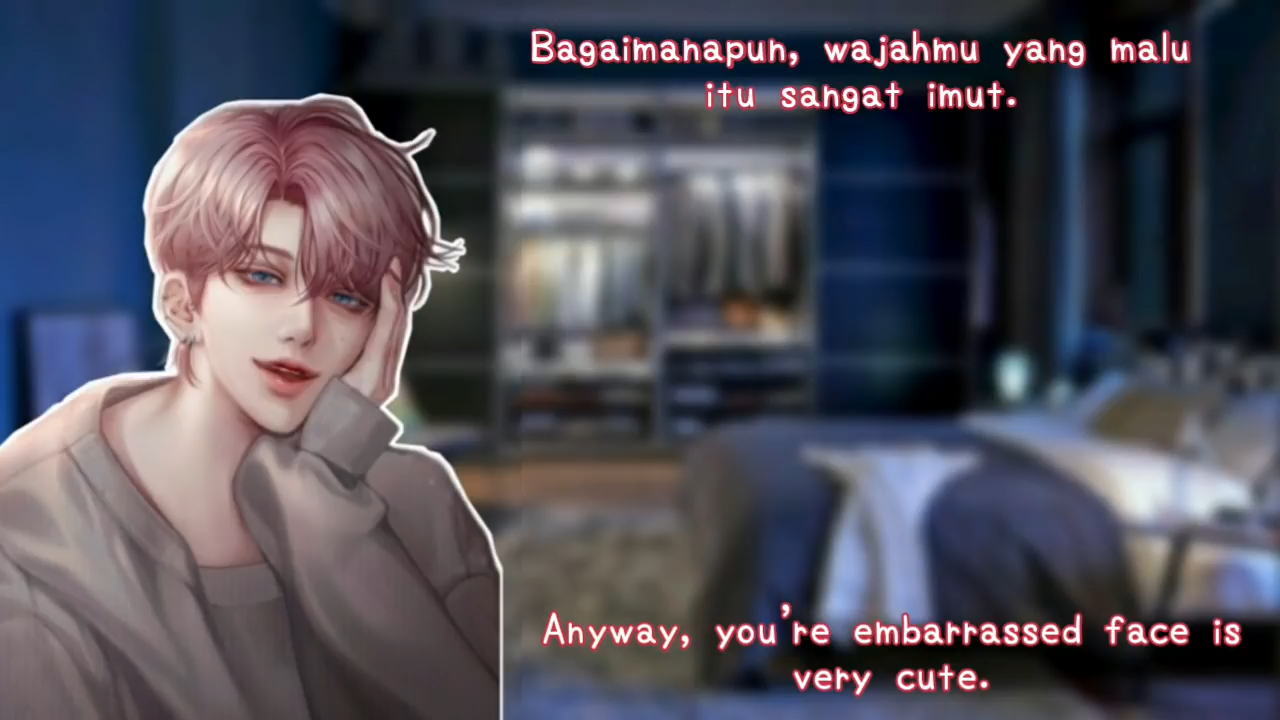 Bagaimanapun, wajahmu yang malu
itu sangat imut.
Anyway, you're embarrassed face is
very cute.